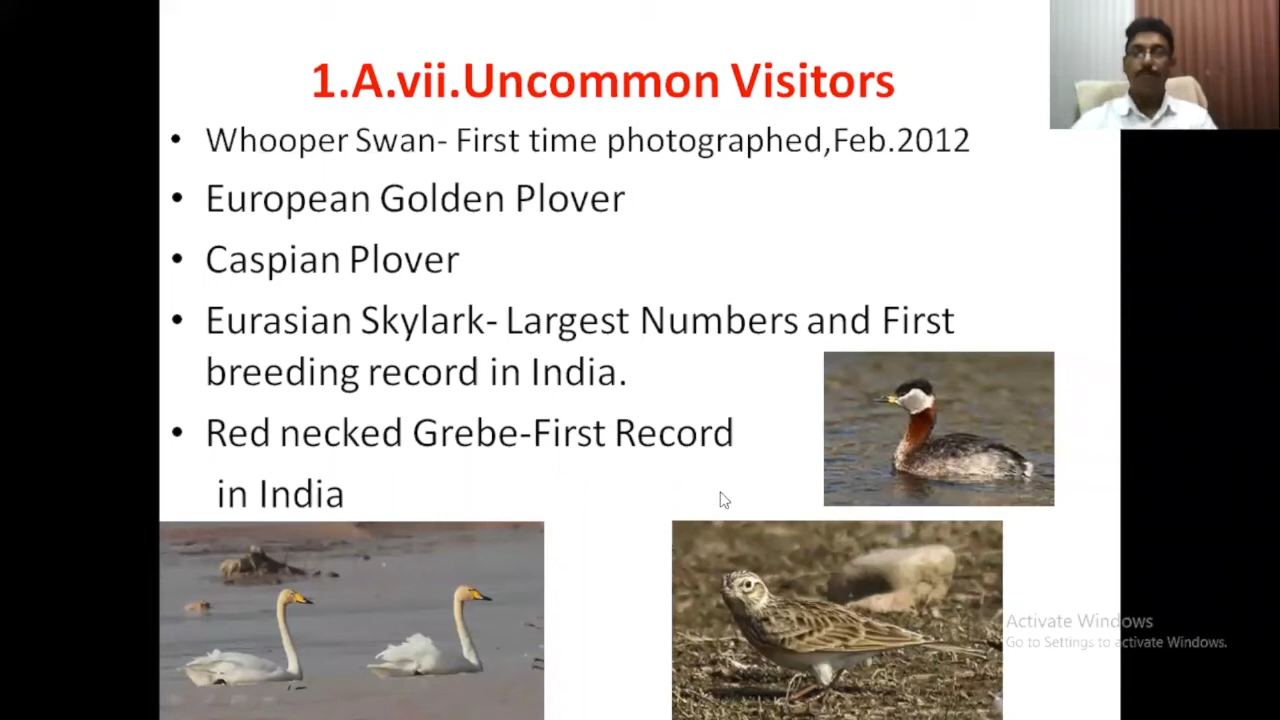 1.A.vii.Uncommon Visitors
• Whooper Swan- First time photographed,Feb.2012
• European Golden Plover
• Caspian Plover
• Eurasian Skylark- Largest Numbers and First
breeding record in India.
• Red necked Grebe-First Record
in India
Activate Windows
Go to Settings to activate Windows.